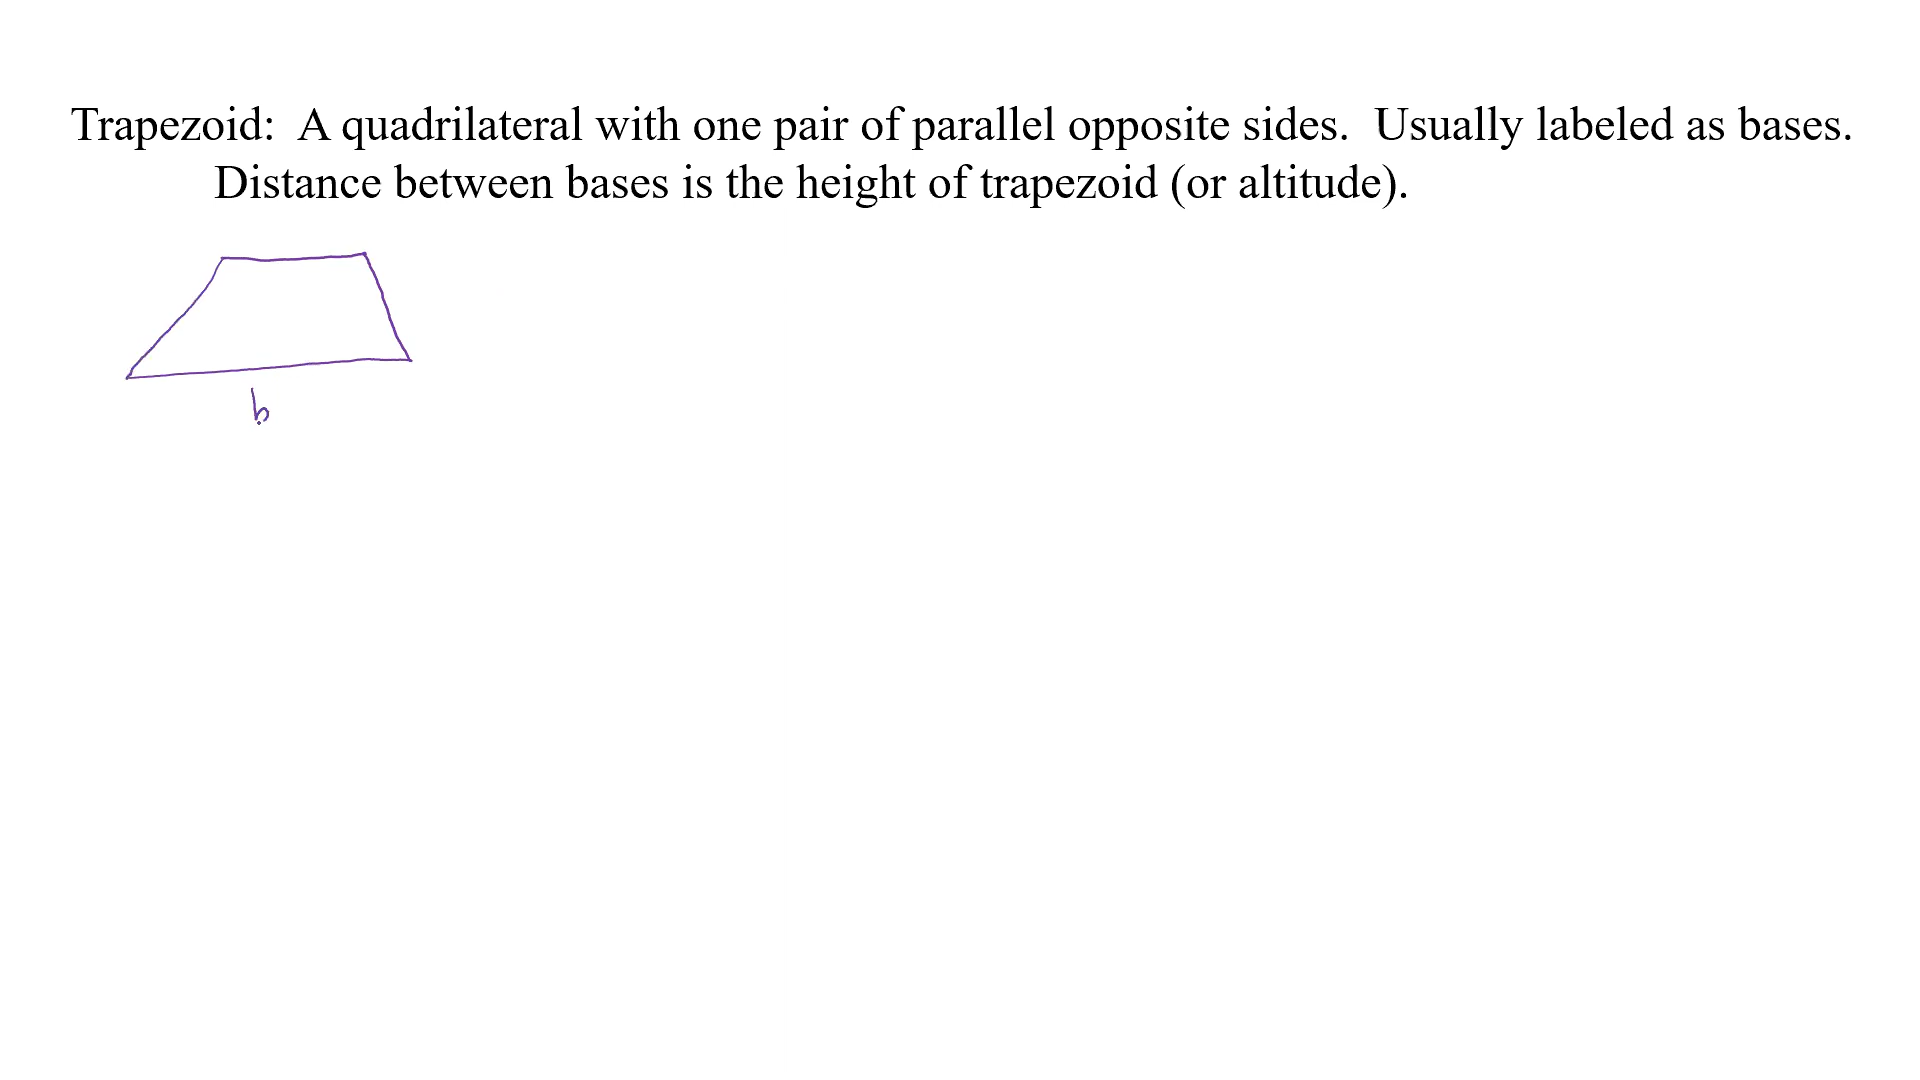 Trapezoid:  A quadrilateral with one pair of parallel opposite sides.  Usually labeled as bases.
Distance between bases is the height of trapezoid (or altitude).
b